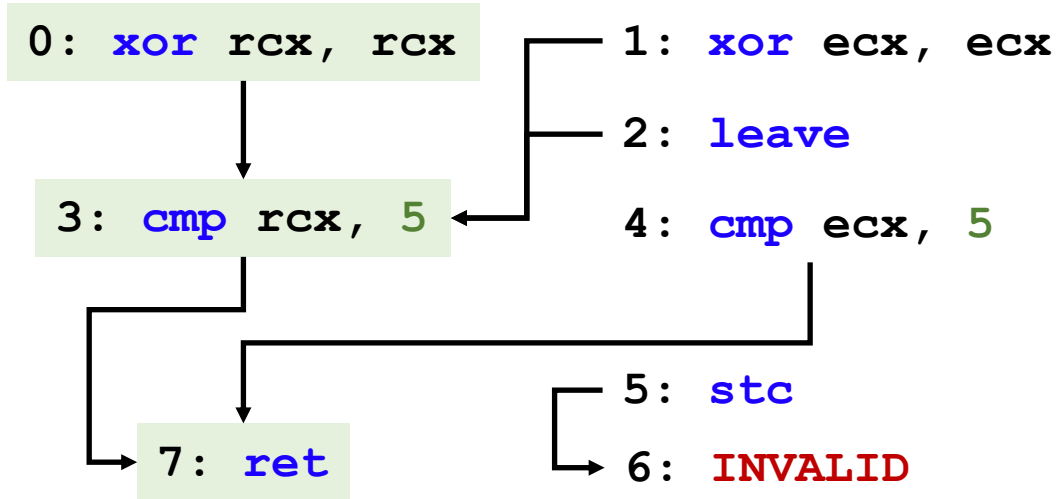 0: xor rcx, rcx
1: xor ecx, ecx
2: leave
3: cmp rcx, 5
4: cmp ecx, 5
5: stc
7: ret
6: INVALID